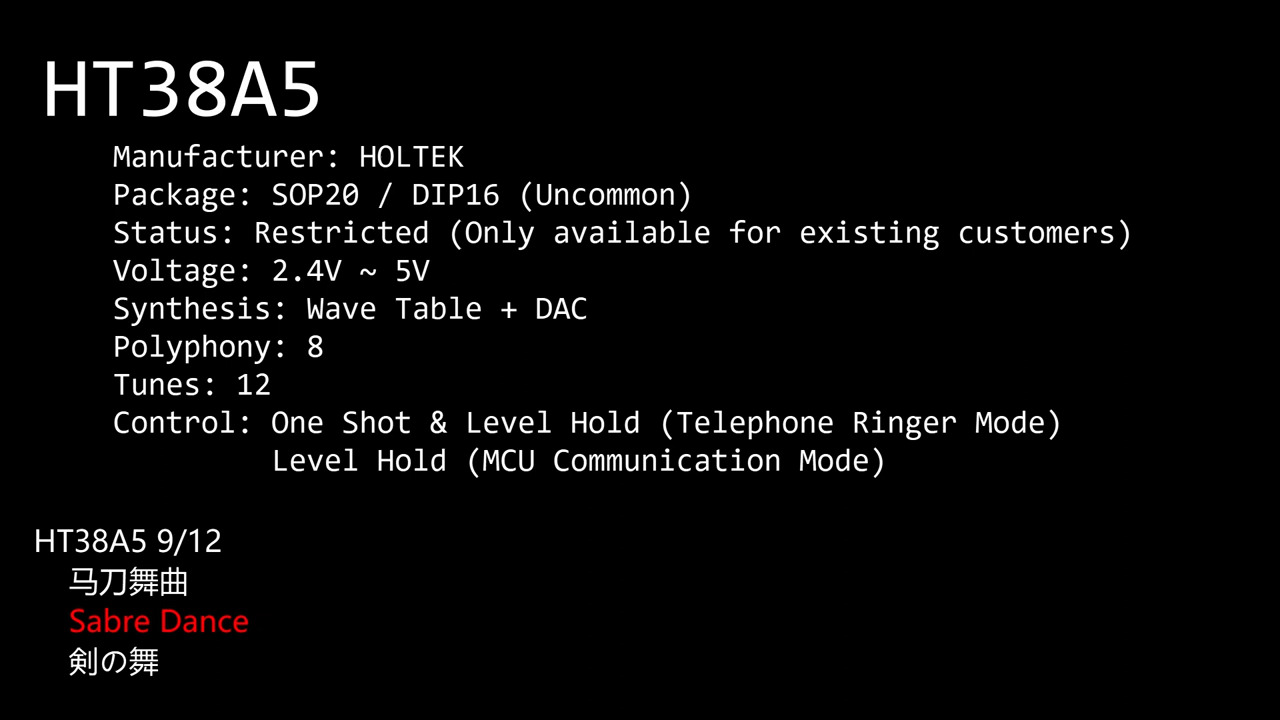 HT38A5
Manufacturer: HOLTEK
Package: SOP20 / DIP16 (Uncommon)
Status: Restricted (Only available for existing customers)
Voltage: 2.4V ~ 5V
Synthesis: Wave Table + DAC
Polyphony: 8
Tunes: 12
Control: One Shot & Level Hold (Telephone Ringer Mode)
Level Hold (MCU Communication Mode)
HT38A5 9/12
马刀舞曲
Sabre Dance
剣の舞